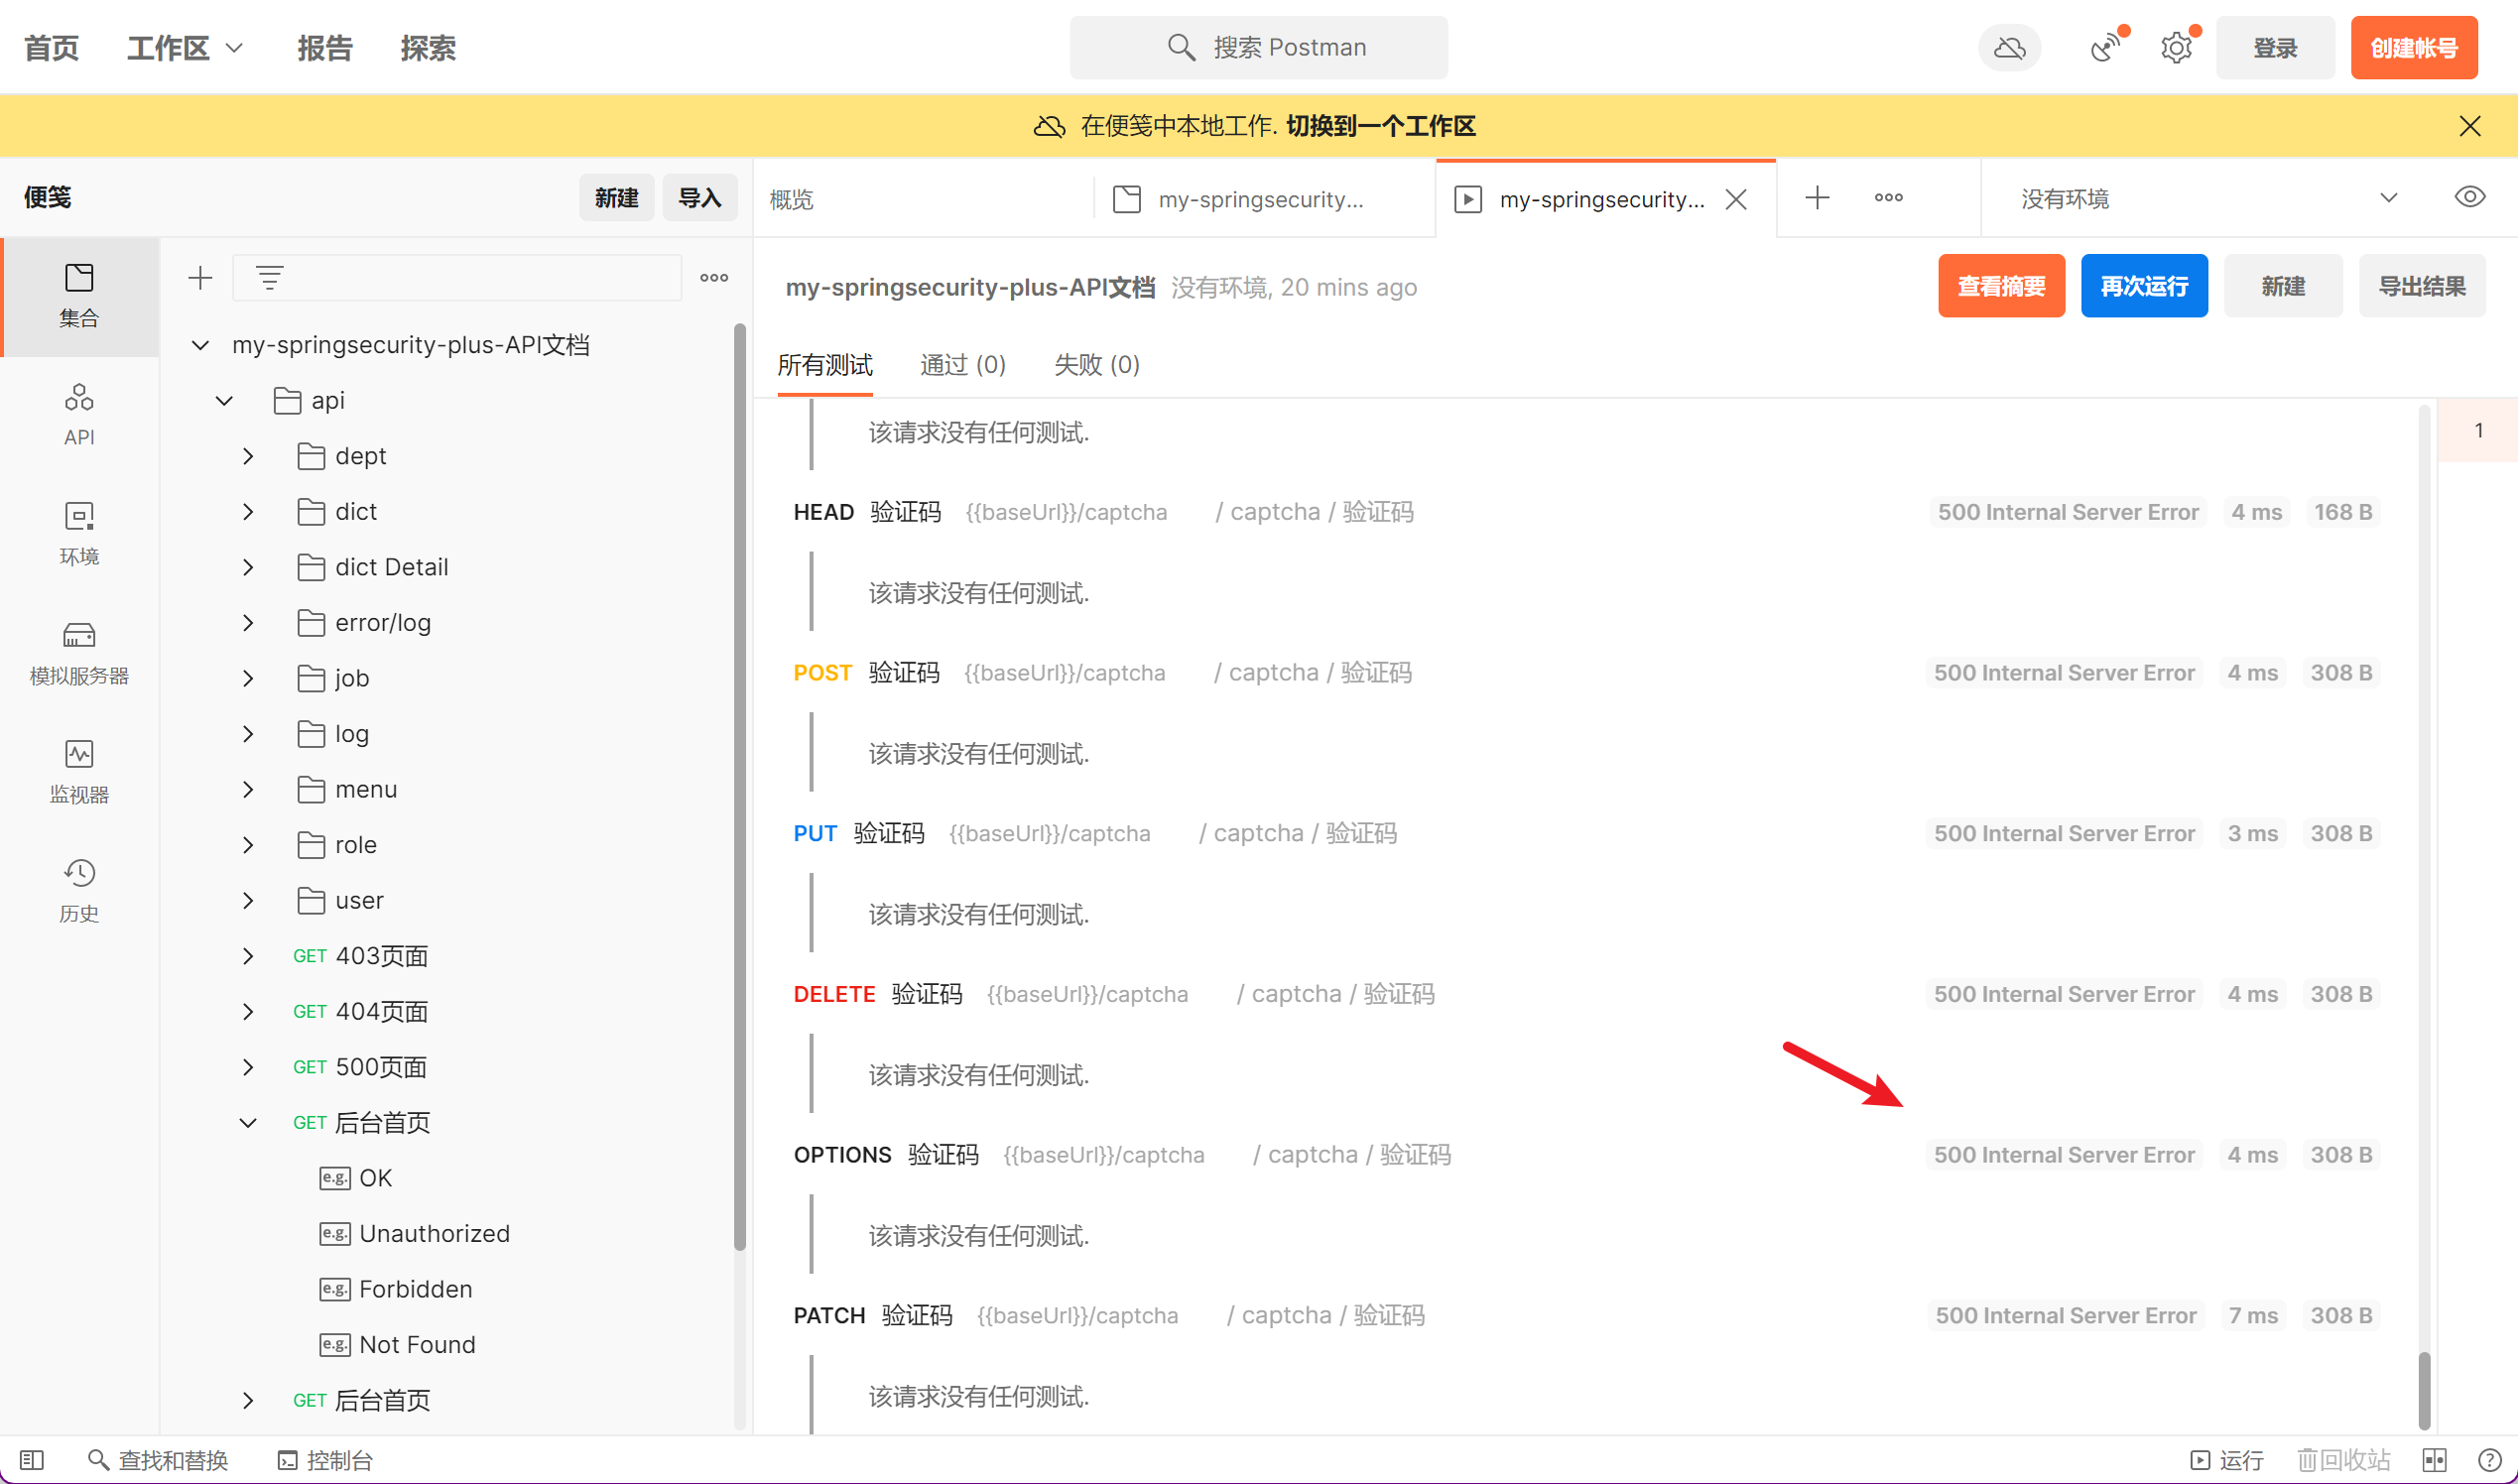 首页 工作区 报告 探索 搜索 Postman 登录 创建帐号
在便笺中本地工作. 切换到一个工作区
便笺 新建 导入 概览 my-springsecurity... my-springsecurity... 没有环境
集合
API
环境
模拟服务器
监视器
历史
my-springsecurity-plus-API文档
api
dept
dict
dict Detail
error/log
job
log
menu
role
user
GET 403页面
GET 404页面
GET 500页面
GET 后台首页
e.g. OK
e.g. Unauthorized
e.g. Forbidden
e.g. Not Found
GET 后台首页
my-springsecurity-plus-API文档 没有环境, 20 mins ago 查看摘要 再次运行 新建 导出结果
所有测试 通过 (0) 失败 (0)
1
该请求没有任何测试.
HEAD 验证码 {{baseUrl}}/captcha / captcha / 验证码 500 Internal Server Error 4 ms 168 B
该请求没有任何测试.
POST 验证码 {{baseUrl}}/captcha / captcha / 验证码 500 Internal Server Error 4 ms 308 B
该请求没有任何测试.
PUT 验证码 {{baseUrl}}/captcha / captcha / 验证码 500 Internal Server Error 3 ms 308 B
该请求没有任何测试.
DELETE 验证码 {{baseUrl}}/captcha / captcha / 验证码 500 Internal Server Error 4 ms 308 B
该请求没有任何测试.
OPTIONS 验证码 {{baseUrl}}/captcha / captcha / 验证码 500 Internal Server Error 4 ms 308 B
该请求没有任何测试.
PATCH 验证码 {{baseUrl}}/captcha / captcha / 验证码 500 Internal Server Error 7 ms 308 B
该请求没有任何测试.
查找和替换 控制台 运行 回收站